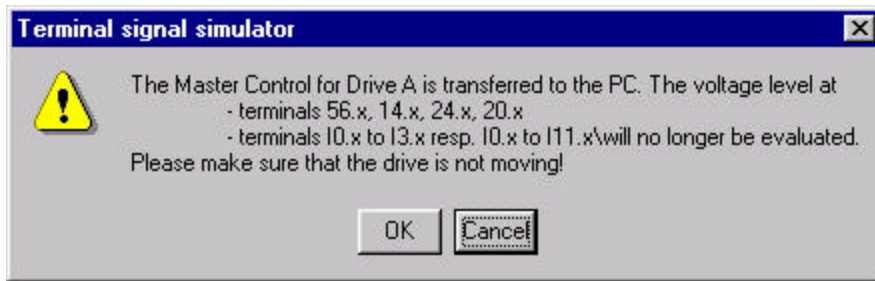 Terminal signal simulator
The Master Control for Drive A is transferred to the PC. The voltage level at
- terminals 56.x, 14.x, 24.x, 20.x
- terminals I0.x to I3.x resp. I0.x to I11.x\will no longer be evaluated.
Please make sure that the drive is not moving!
OK Cancel